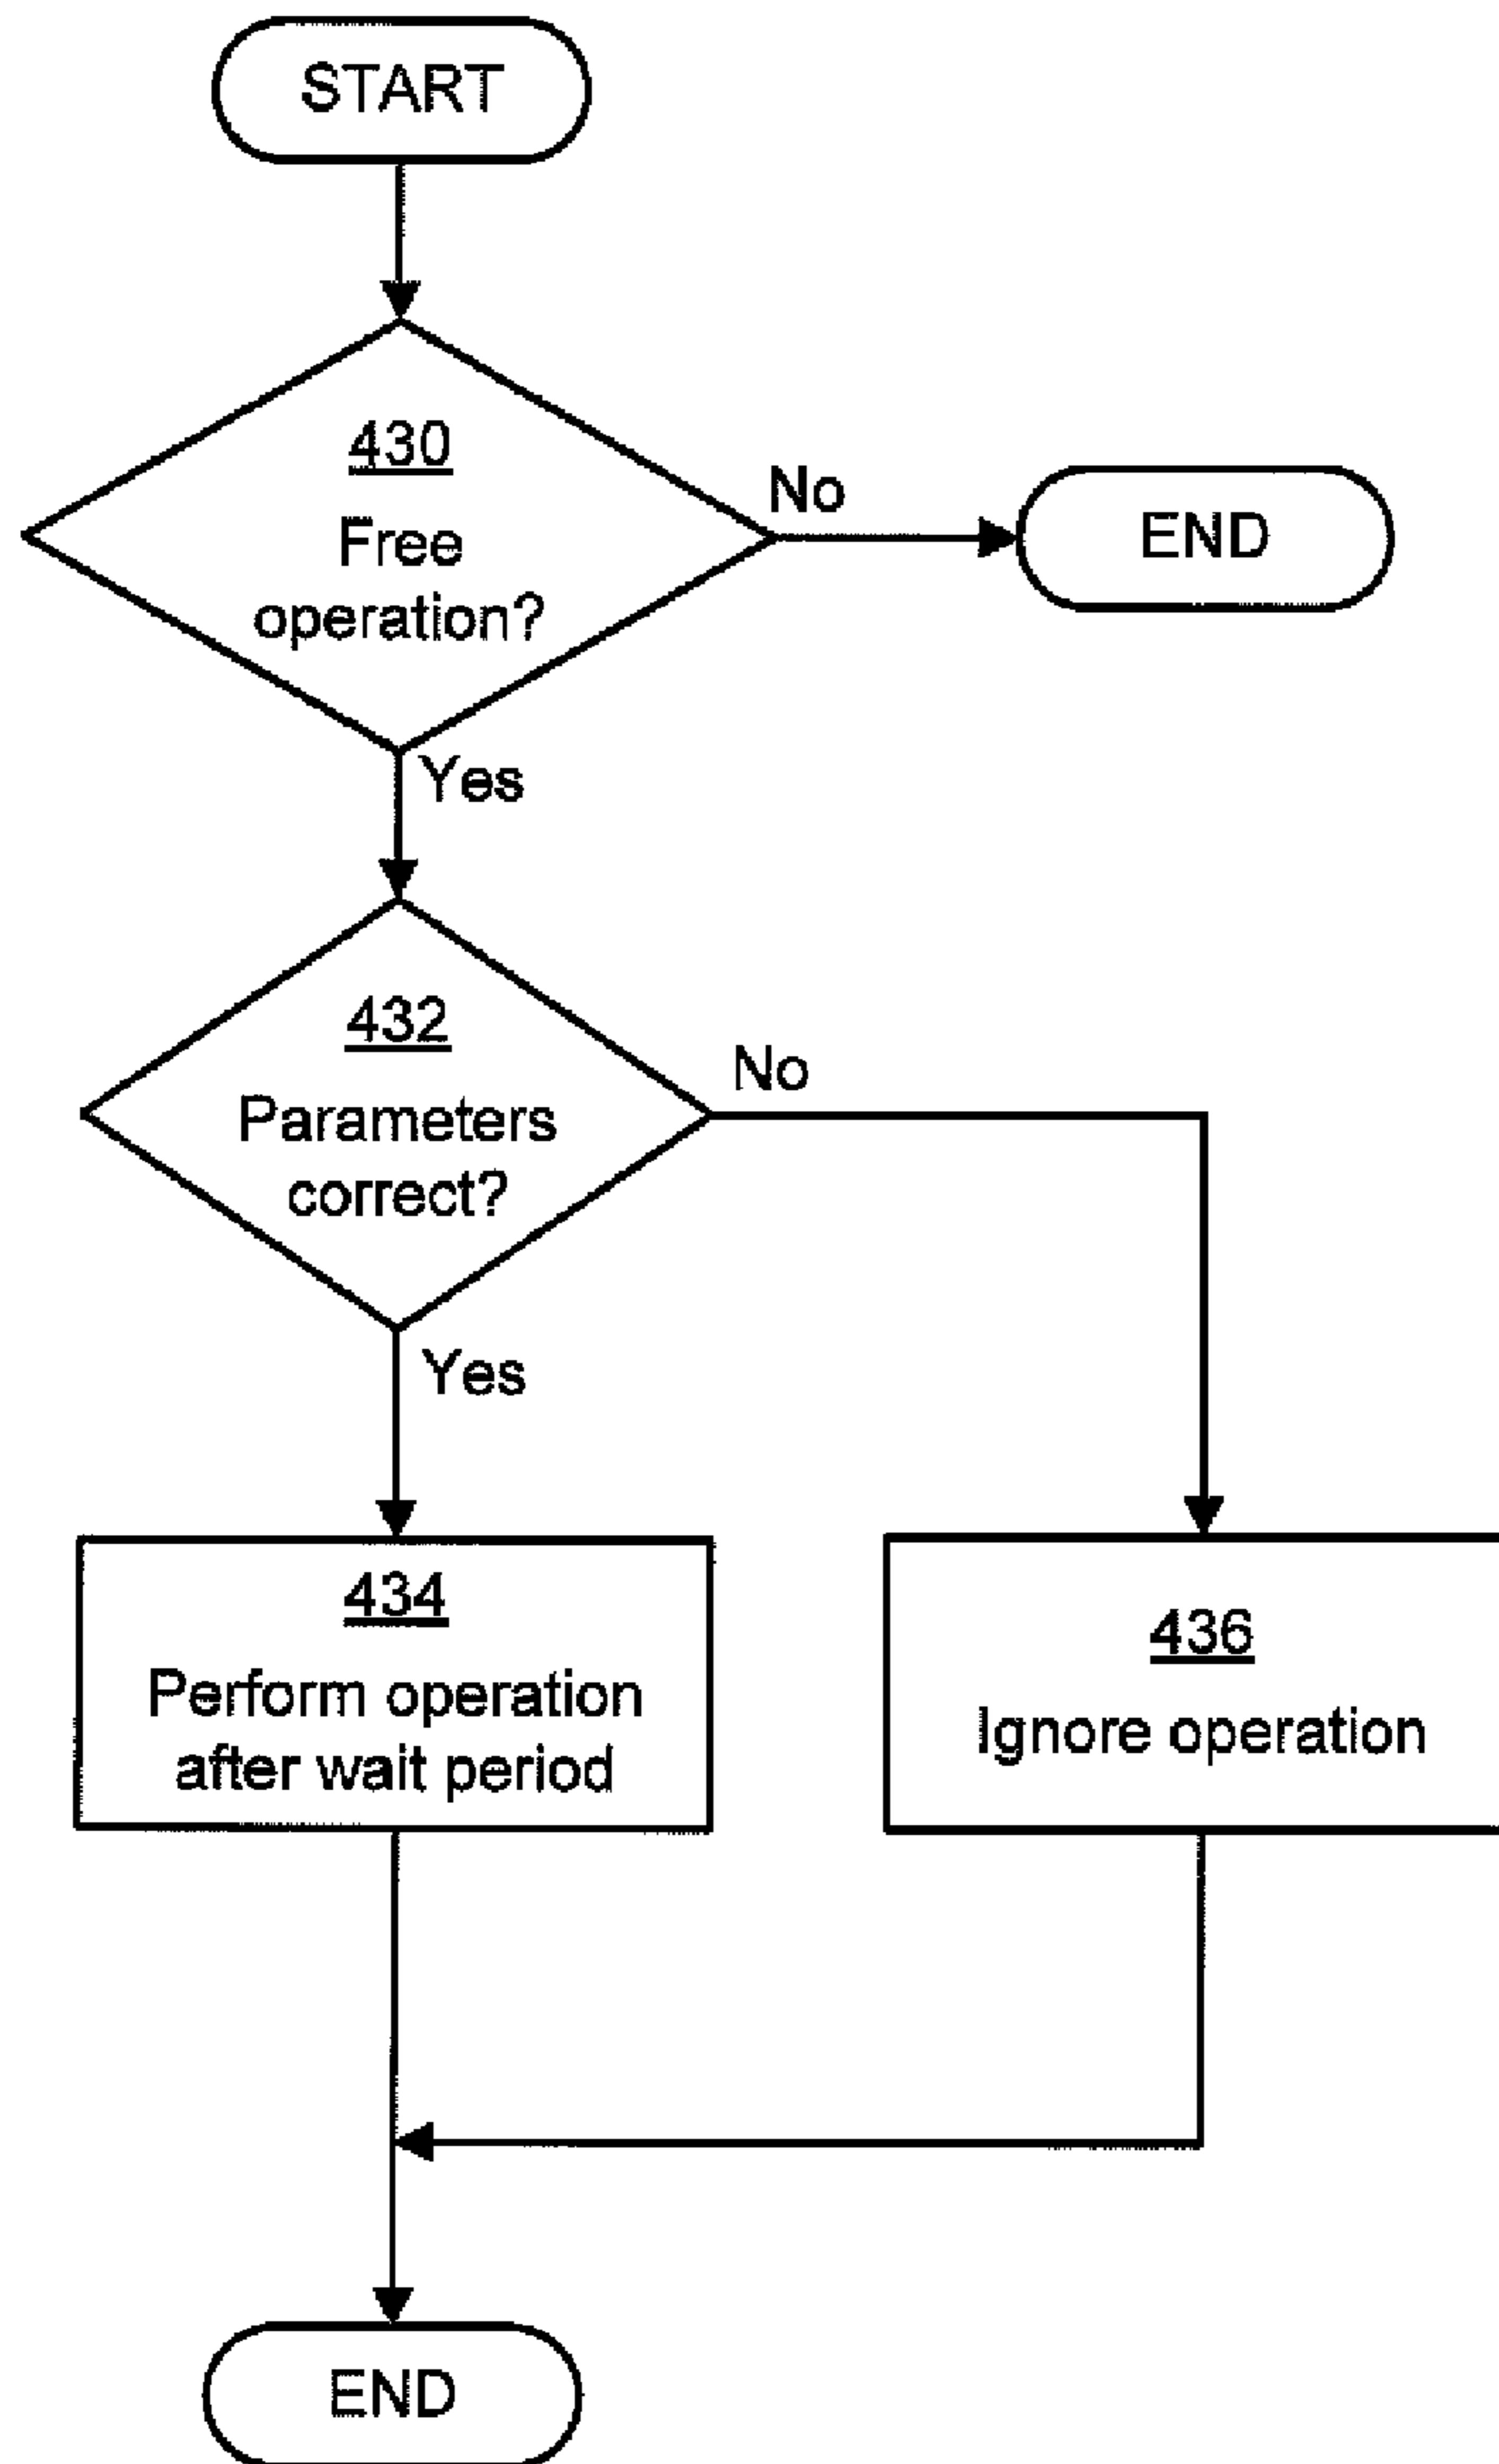 START
430
Free
operation?
No
END
Yes
432
Parameters
correct?
No
Yes
434
Perform operation
after wait period
436
Ignore operation
END